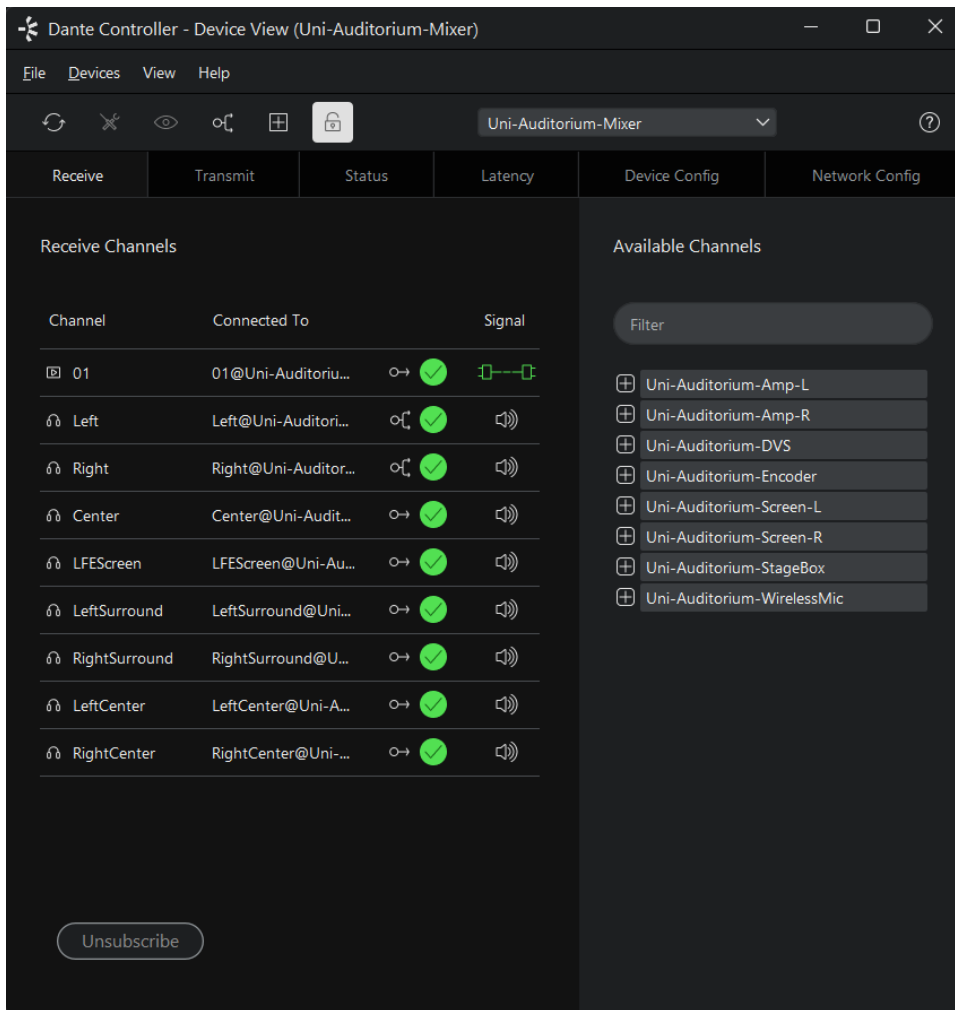 Dante Controller - Device View (Uni-Auditorium-Mixer)
File Devices View Help
Uni-Auditorium-Mixer ?
Receive Transmit Status Latency Device Config Network Config
Receive Channels
Channel Connected To Signal
01 01@Uni-Auditoriu...
Left Left@Uni-Auditori...
Right Right@Uni-Auditor...
Center Center@Uni-Audit...
LFEScreen LFEScreen@Uni-Au...
LeftSurround LeftSurround@Uni...
RightSurround RightSurround@U...
LeftCenter LeftCenter@Uni-A...
RightCenter RightCenter@Uni-...
Unsubscribe
Available Channels
Filter
Uni-Auditorium-Amp-L
Uni-Auditorium-Amp-R
Uni-Auditorium-DVS
Uni-Auditorium-Encoder
Uni-Auditorium-Screen-L
Uni-Auditorium-Screen-R
Uni-Auditorium-StageBox
Uni-Auditorium-WirelessMic